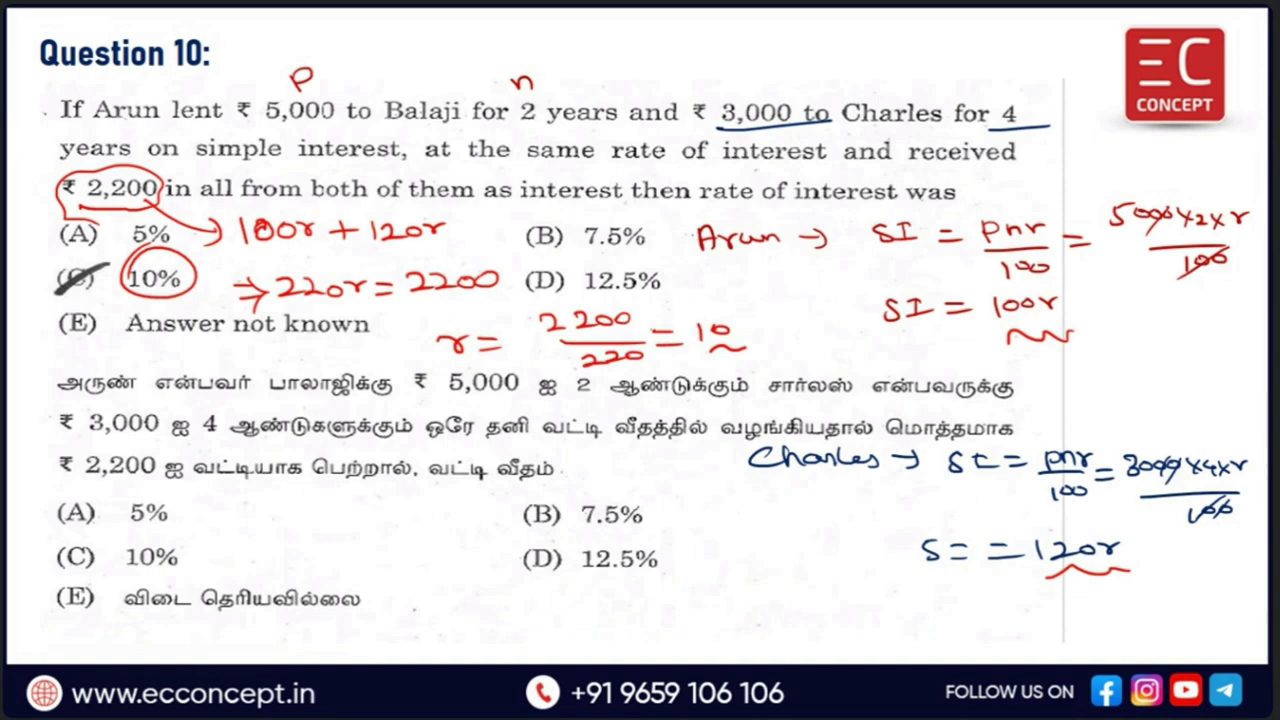 Question 10:
EC
CONCEPT
P n
If Arun lent ₹ 5,000 to Balaji for 2 years and ₹ 3,000 to Charles for 4
years on simple interest, at the same rate of interest and received
₹ 2,200 in all from both of them as interest then rate of interest was
(A) 5% → 100r + 120r (B) 7.5% Arun → SI = pnr/100 = 5000×2×r/100
(C) 10% → 220r = 2200 (D) 12.5% SI = 100r
(E) Answer not known r = 2200/220 = 10
அருண் என்பவர் பாலாஜிக்கு ₹ 5,000 ஐ 2 ஆண்டுக்கும் சார்லஸ் என்பவருக்கு
₹ 3,000 ஐ 4 ஆண்டுகளுக்கும் ஒரே தனி வட்டி வீதத்தில் வழங்கியதால் மொத்தமாக
₹ 2,200 ஐ வட்டியாக பெற்றால், வட்டி வீதம்
Charles → SI = pnr/100 = 3000×4×r/100
(A) 5% (B) 7.5%
(C) 10% (D) 12.5% S= = 120r
(E) விடை தெரியவில்லை
www.ecconcept.in +91 9659 106 106 FOLLOW US ON